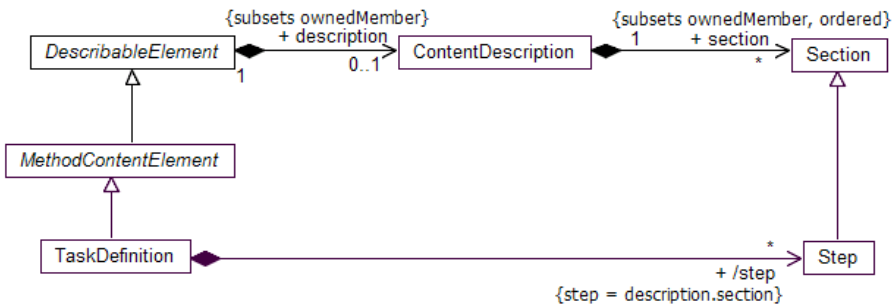 {subsets ownedMember}
{subsets ownedMember, ordered}
DescribableElement
+ description
ContentDescription
1
+ section
Section
1
0..1
*
MethodContentElement
TaskDefinition
*
Step
+ /step
{step = description.section}